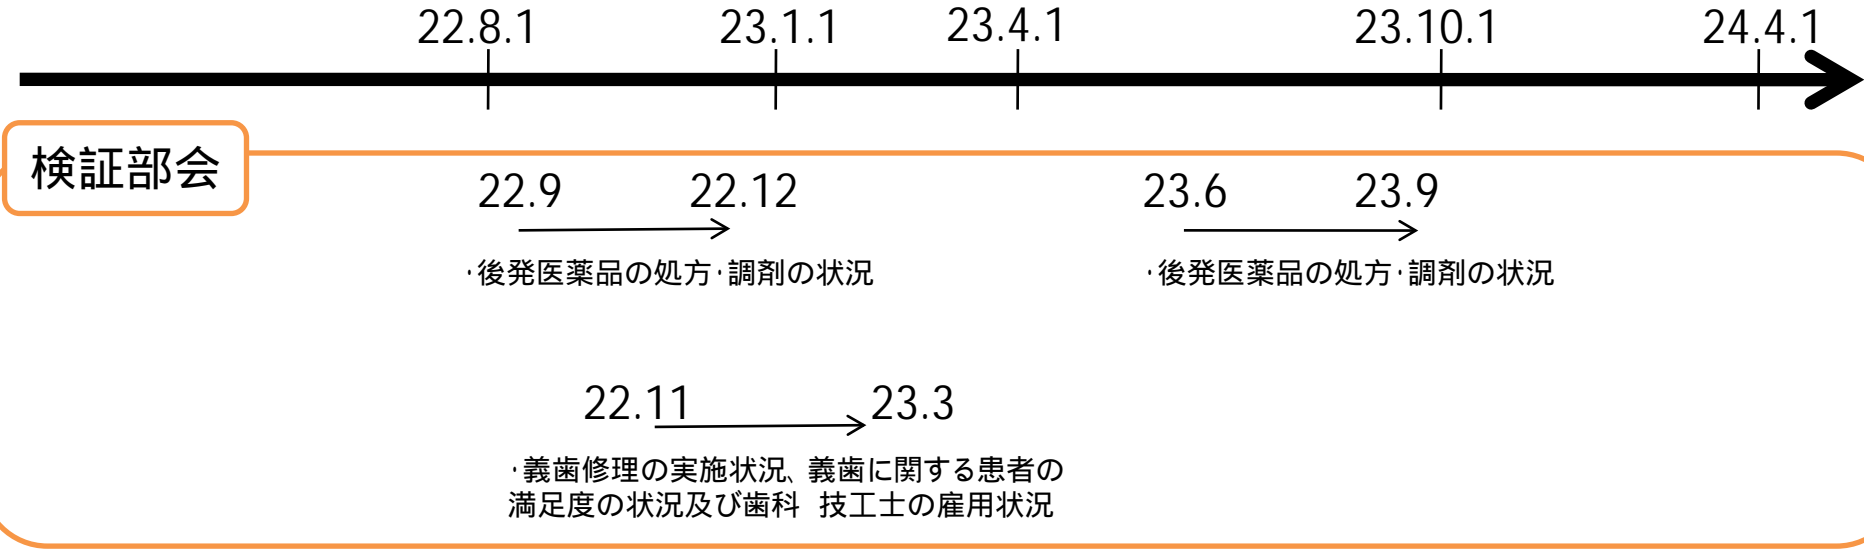 22.8.1 23.1.1 23.4.1 23.10.1 24.4.1
検証部会
22.9 22.12 23.6 23.9
・後発医薬品の処方・調剤の状況 ・後発医薬品の処方・調剤の状況
22.11 23.3
・義歯修理の実施状況、義歯に関する患者の
満足度の状況及び歯科 技工士の雇用状況